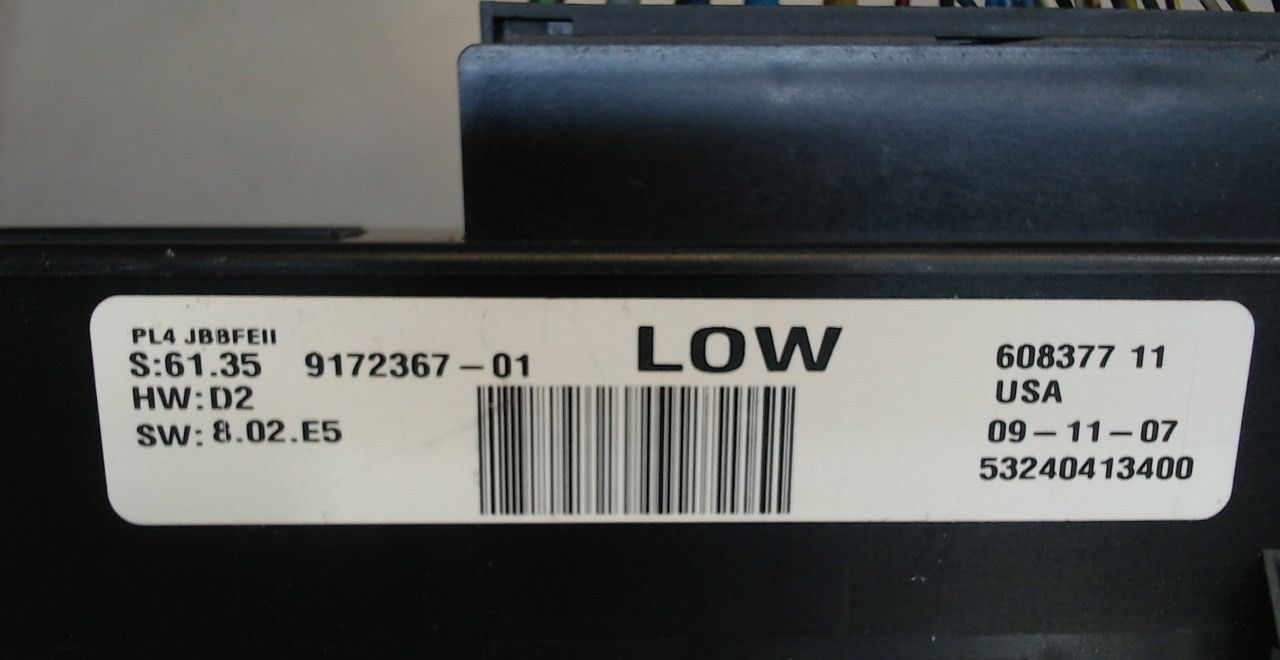 PL4 JBBFEII
S:61.35 9172367-01
HW:D2
SW:8.02.E5
LOW
608377 11
USA
09-11-07
53240413400